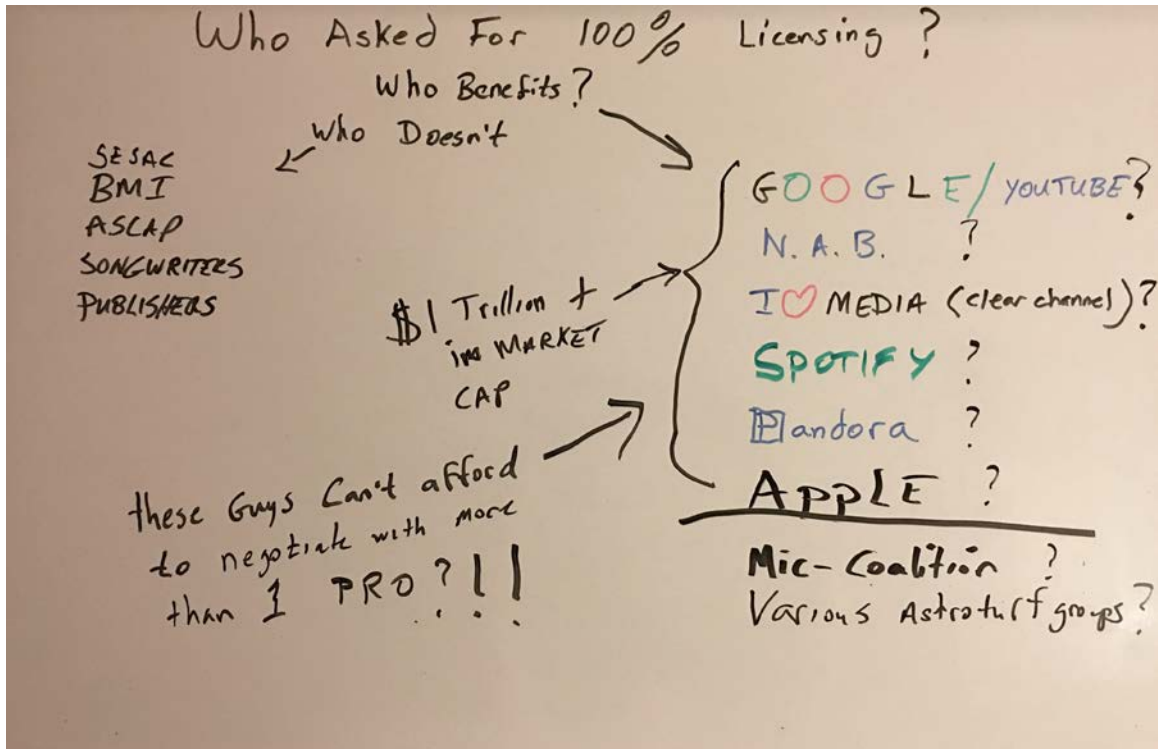 Who Asked For 100% Licensing ?
Who Benefits?
Who Doesn't
SESAC
BMI
ASCAP
SONGWRITERS
PUBLISHERS
$1 Trillion +
in MARKET
CAP
these Guys Can't afford
to negotiate with more
than 1 PRO?!!
GOOGLE/YOUTUBE?
N.A.B. ?
I♡ MEDIA (clear channel)?
SPOTIFY ?
Pandora ?
APPLE ?
Mic-Coalition ?
Various Astroturf groups?